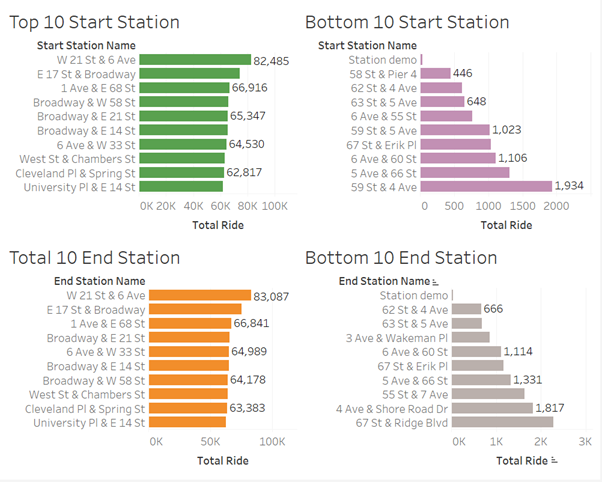 Top 10 Start Station
Start Station Name
W 21 St & 6 Ave 82,485
E 17 St & Broadway
1 Ave & E 68 St 66,916
Broadway & W 58 St
Broadway & E 21 St 65,347
Broadway & E 14 St
6 Ave & W 33 St 64,530
West St & Chambers St
Cleveland Pl & Spring St 62,817
University Pl & E 14 St
0K 20K 40K 60K 80K 100K
Total Ride
Bottom 10 Start Station
Start Station Name
Station demo
58 St & Pier 4 446
62 St & 4 Ave
63 St & 5 Ave 648
6 Ave & 55 St
59 St & 5 Ave 1,023
67 St & Erik Pl
6 Ave & 60 St 1,106
5 Ave & 66 St
59 St & 4 Ave 1,934
0 500 1000 1500 2000
Total Ride
Total 10 End Station
End Station Name
W 21 St & 6 Ave 83,087
E 17 St & Broadway
1 Ave & E 68 St 66,841
Broadway & E 21 St
6 Ave & W 33 St 64,989
Broadway & E 14 St
Broadway & W 58 St 64,178
West St & Chambers St
Cleveland Pl & Spring St 63,383
University Pl & E 14 St
0K 50K 100K
Total Ride
Bottom 10 End Station
End Station Name
Station demo
62 St & 4 Ave 666
63 St & 5 Ave
3 Ave & Wakeman Pl
6 Ave & 60 St 1,114
67 St & Erik Pl
5 Ave & 66 St 1,331
55 St & 7 Ave
4 Ave & Shore Road Dr 1,817
67 St & Ridge Blvd
0K 1K 2K 3K
Total Ride